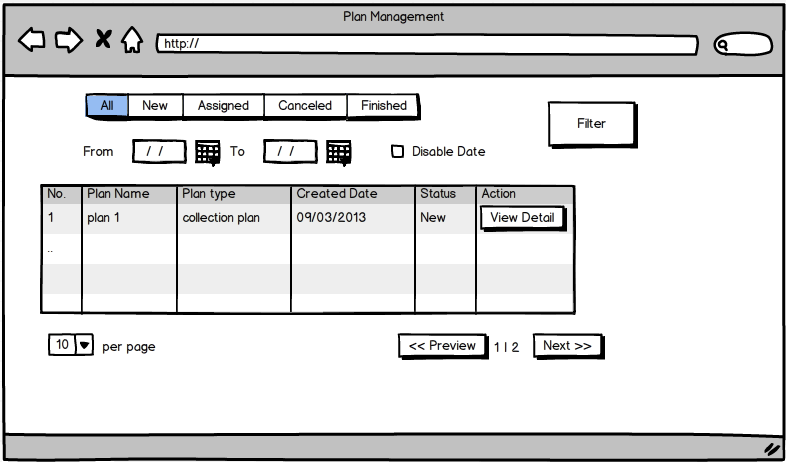 Plan Management
http://
All New Assigned Canceled Finished
Filter
From / / To / / Disable Date
No. Plan Name Plan type Created Date Status Action
1 plan 1 collection plan 09/03/2013 New View Detail
..
10 per page << Preview 1 | 2 Next >>